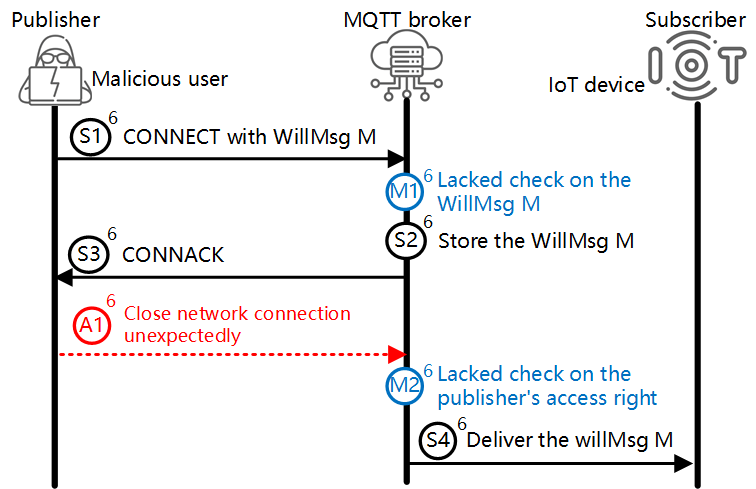 Publisher
MQTT broker
Subscriber
Malicious user
IoT device
IOT
S1 6 CONNECT with WillMsg M
M1 6 Lacked check on the
WillMsg M
S2 6 Store the WillMsg M
S3 6 CONNACK
A1 6 Close network connection
unexpectedly
M2 6 Lacked check on the
publisher's access right
S4 6 Deliver the willMsg M